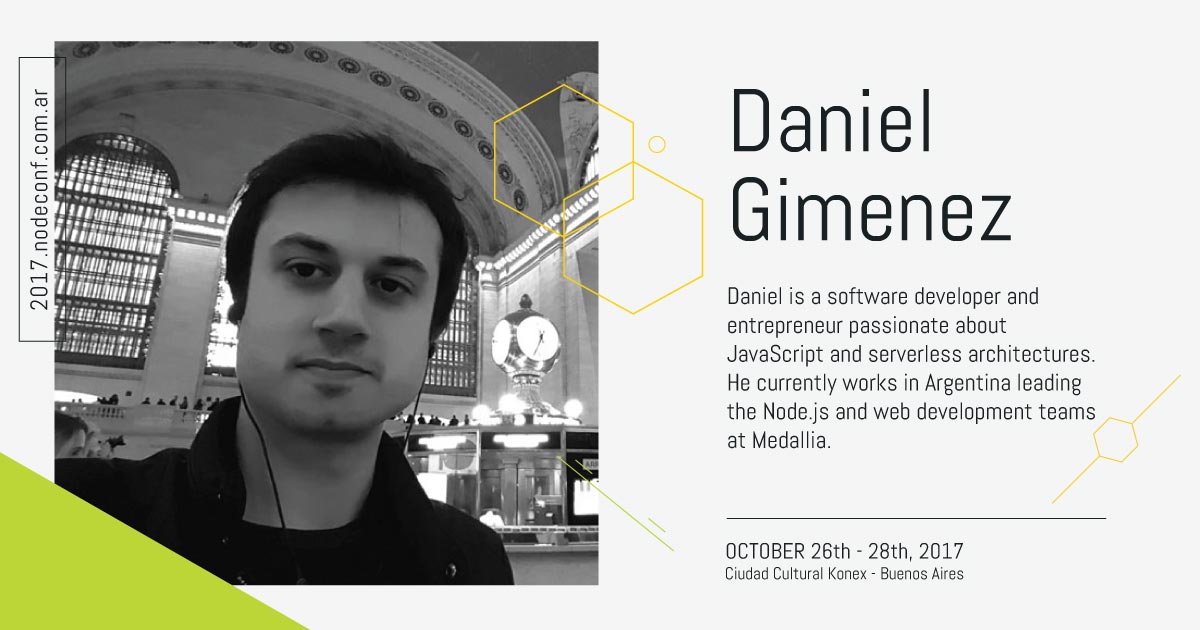 2017.nodeconf.com.ar
Daniel
Gimenez
Daniel is a software developer and
entrepreneur passionate about
JavaScript and serverless architectures.
He currently works in Argentina leading
the Node.js and web development teams
at Medallia.
OCTOBER 26th - 28th, 2017
Ciudad Cultural Konex - Buenos Aires